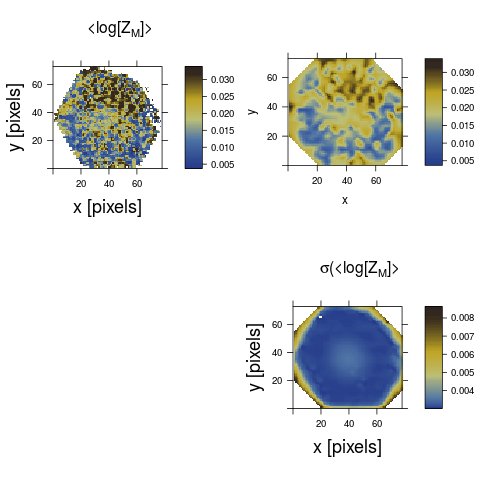 <log[Z_M]>
60
40
20
20 40 60
y [pixels]
x [pixels]
0.030
0.025
0.020
0.015
0.010
0.005
60
40
20
20 40 60
y
x
0.030
0.025
0.020
0.015
0.010
0.005
σ(<log[Z_M]>
60
40
20
20 40 60
y [pixels]
x [pixels]
0.008
0.007
0.006
0.005
0.004